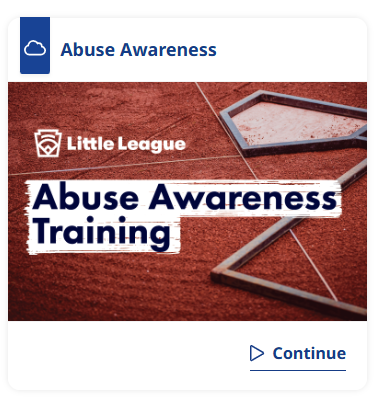 Abuse Awareness
Little League
Abuse Awareness
Training
Continue